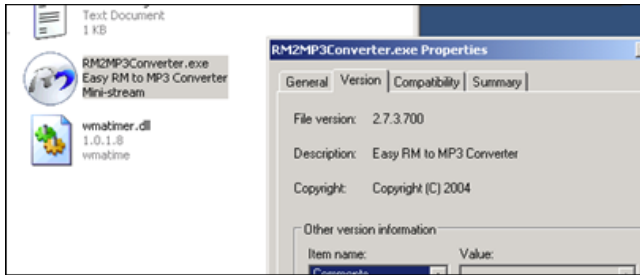 Text Document
1 KB
RM2MP3Converter.exe
Easy RM to MP3 Converter
Mini-stream
wmatimer.dll
1.0.1.8
wmatime
RM2MP3Converter.exe Properties
General Version Compatibility Summary
File version: 2.7.3.700
Description: Easy RM to MP3 Converter
Copyright: Copyright (C) 2004
Other version information
Item name: Value:
Comments